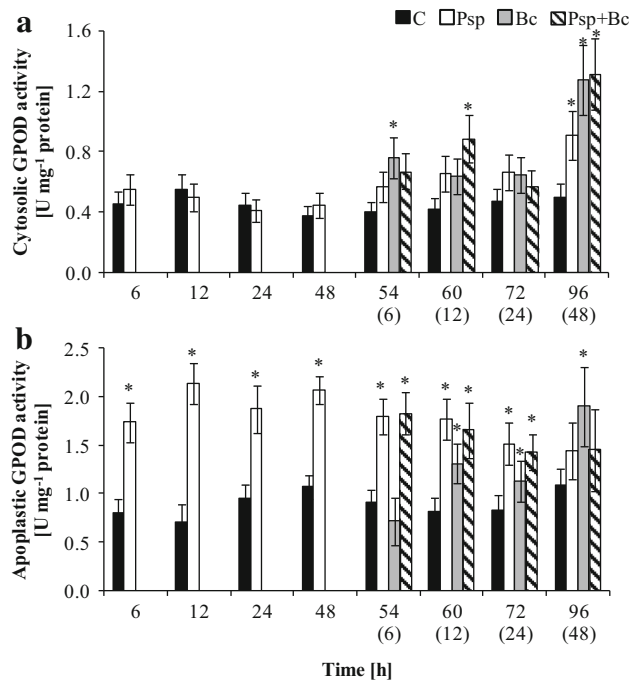 a
C Psp Bc Psp+Bc
Cytosolic GPOD activity
[U mg-1 protein]
1.6
1.2
0.8
0.4
0.0
* * * * * *
6 12 24 48 54 60 72 96
(6) (12) (24) (48)
b
Apoplastic GPOD activity
[U mg-1 protein]
2.5
2.0
1.5
1.0
0.5
0.0
* * * * * * * * * * * * *
6 12 24 48 54 60 72 96
(6) (12) (24) (48)
Time [h]